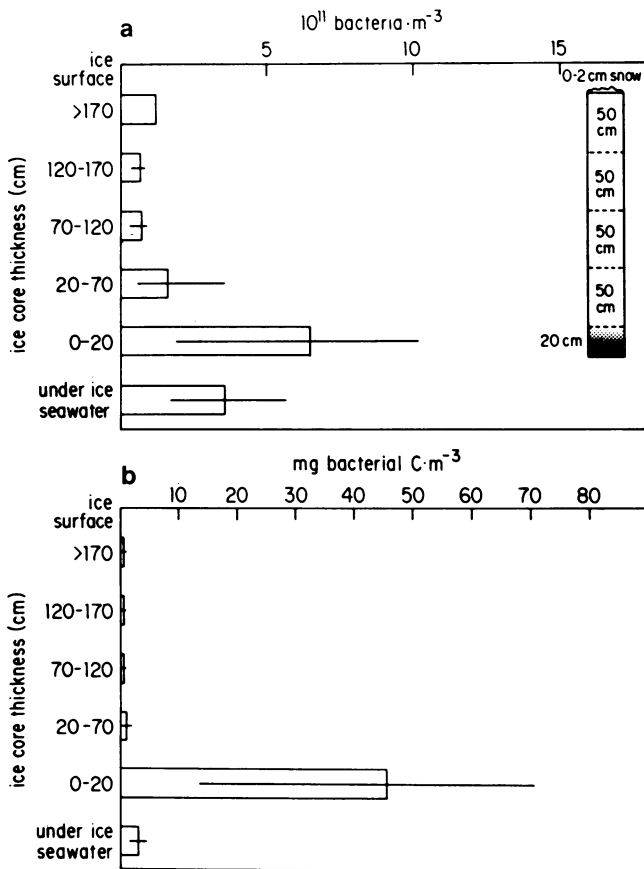 a
10¹¹ bacteria·m⁻³
5 10 15
ice surface
>170
120-170
70-120
20-70
0-20
under ice seawater
ice core thickness (cm)
0-2 cm snow
50 cm
50 cm
50 cm
50 cm
20 cm
b
mg bacterial C·m⁻³
10 20 30 40 50 60 70 80
ice surface
>170
120-170
70-120
20-70
0-20
under ice seawater
ice core thickness (cm)